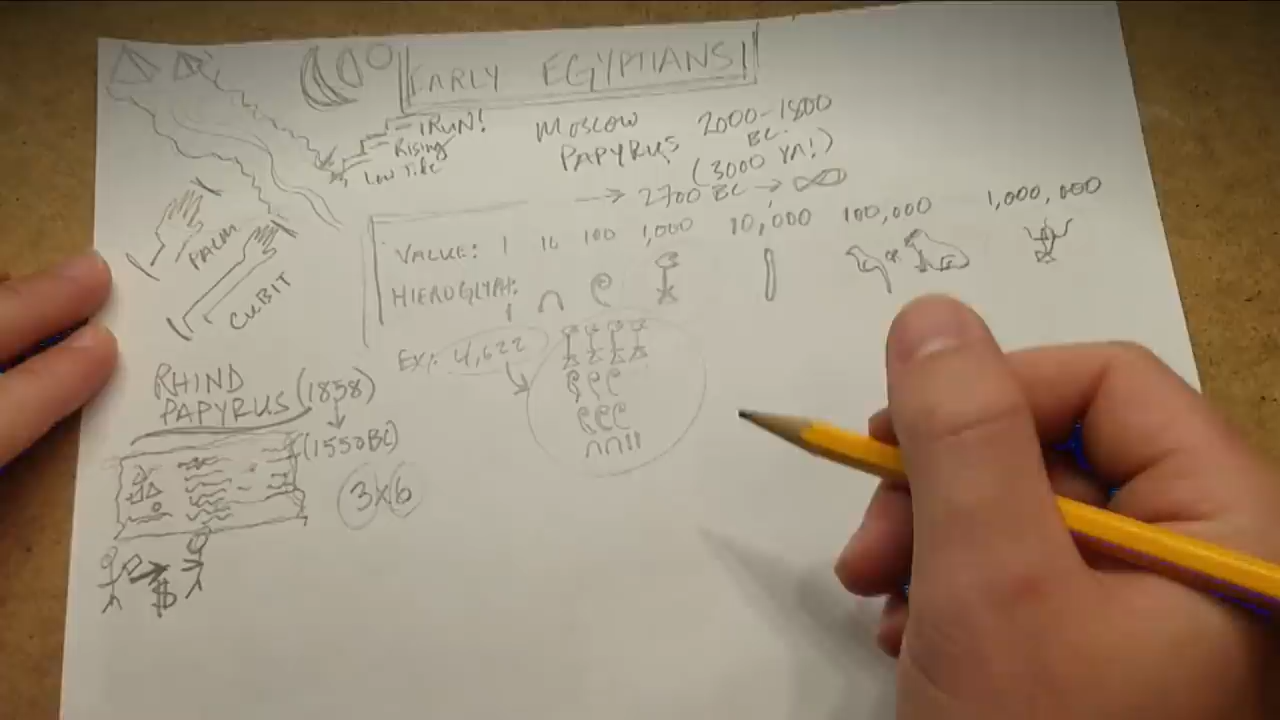 EARLY EGYPTIANS!
RUN!
Rising
Low Tide
MOSCOW
PAPYRUS
2000-1800
BC.
(3000 YA!)
→ 2700 BC → ∞
PALM
CUBIT
VALUE: 1 10 100 1,000 10,000 100,000 1,000,000
HIEROGLYPH:
or
EX: 4,622
RHIND
PAPYRUS (1858)
(1550BC)
3x6
$